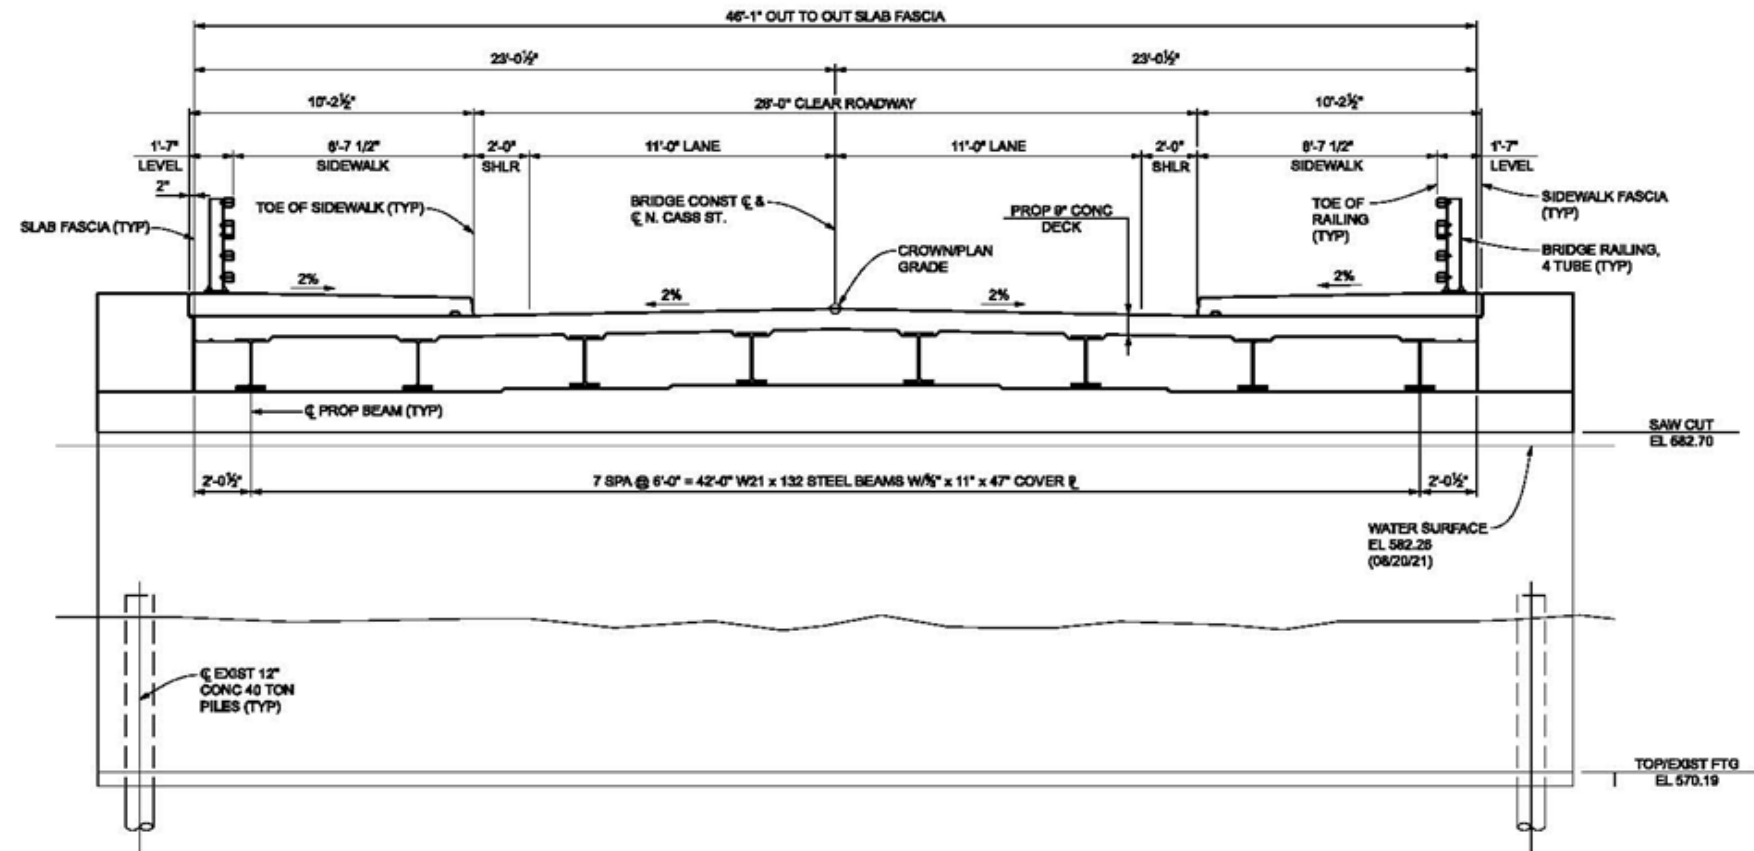 46'-1" OUT TO OUT SLAB FASCIA
23'-0½" 23'-0½"
10'-2½" 28'-0" CLEAR ROADWAY 10'-2½"
1'-7" 8'-7 1/2" 2'-0" 11'-0" LANE 11'-0" LANE 2'-0" 8'-7 1/2" 1'-7"
LEVEL SIDEWALK SHLR SHLR SIDEWALK LEVEL
2"
SLAB FASCIA (TYP)
TOE OF SIDEWALK (TYP)
BRIDGE CONST ℄ &
℄ N. CASS ST.
PROP 9" CONC
DECK
CROWN/PLAN
GRADE
TOE OF
RAILING
(TYP)
SIDEWALK FASCIA
(TYP)
BRIDGE RAILING,
4 TUBE (TYP)
2% 2% 2% 2%
℄ PROP BEAM (TYP)
SAW CUT
EL 582.70
2'-0½" 7 SPA @ 6'-0" = 42'-0" W21 x 132 STEEL BEAMS W/⅝" x 11" x 47" COVER ℄ 2'-0½"
WATER SURFACE
EL 582.26
(08/20/21)
℄ EXIST 12"
CONC 40 TON
PILES (TYP)
TOP/EXIST FTG
EL 570.19